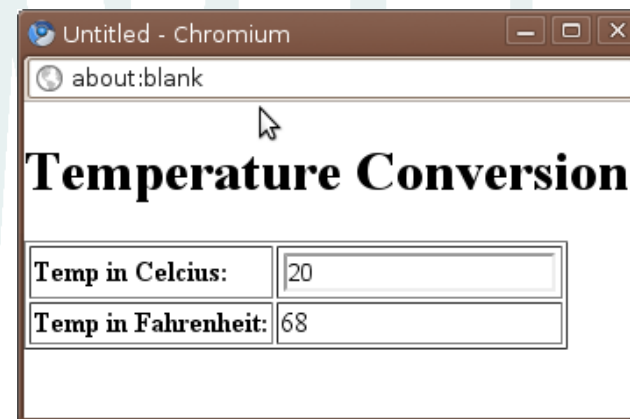 Untitled - Chromium
about:blank
Temperature Conversion
Temp in Celcius: 20
Temp in Fahrenheit: 68